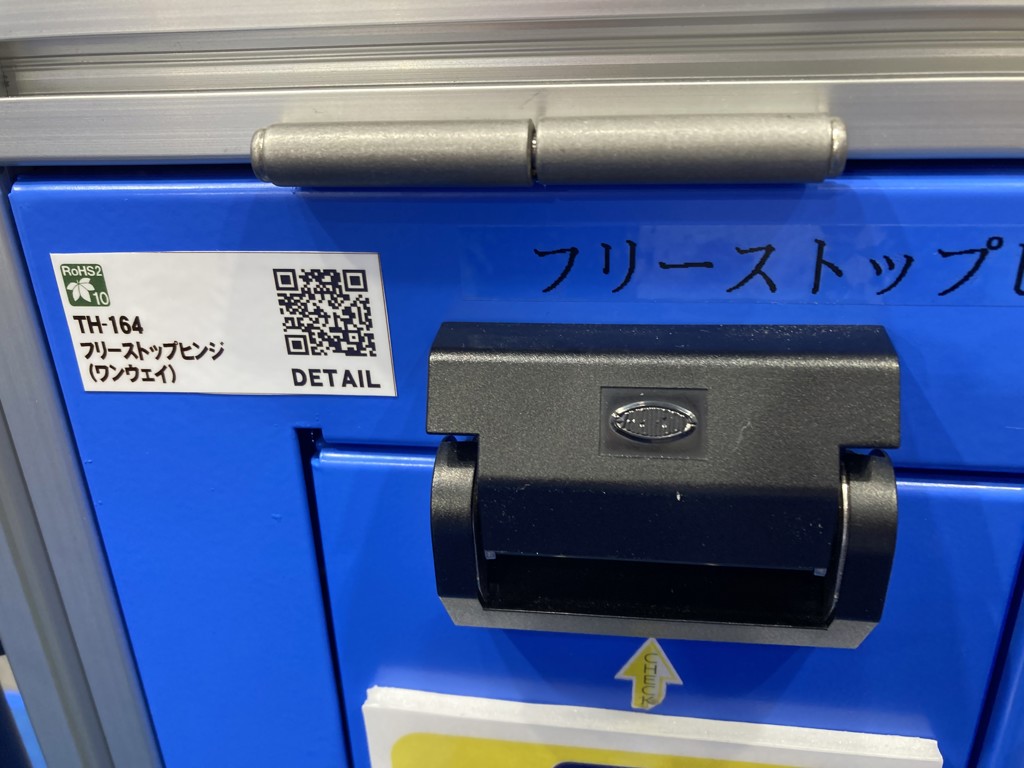 フリーストップヒ
RoHS2
10
TH-164
フリーストップヒンジ
（ワンウェイ）
DETAIL
CHECK